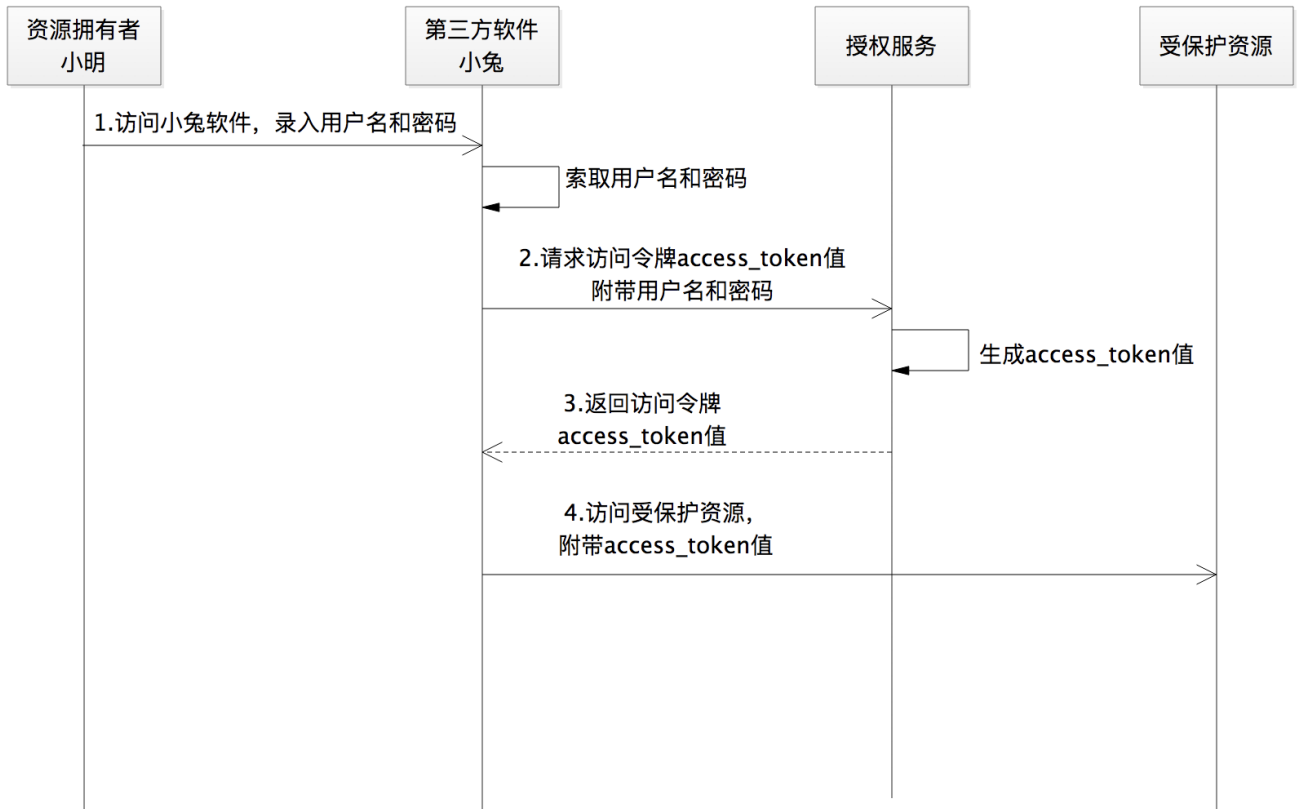 资源拥有者
小明
第三方软件
小兔
授权服务
受保护资源
1.访问小兔软件，录入用户名和密码
索取用户名和密码
2.请求访问令牌access_token值
附带用户名和密码
生成access_token值
3.返回访问令牌
access_token值
4.访问受保护资源，
附带access_token值